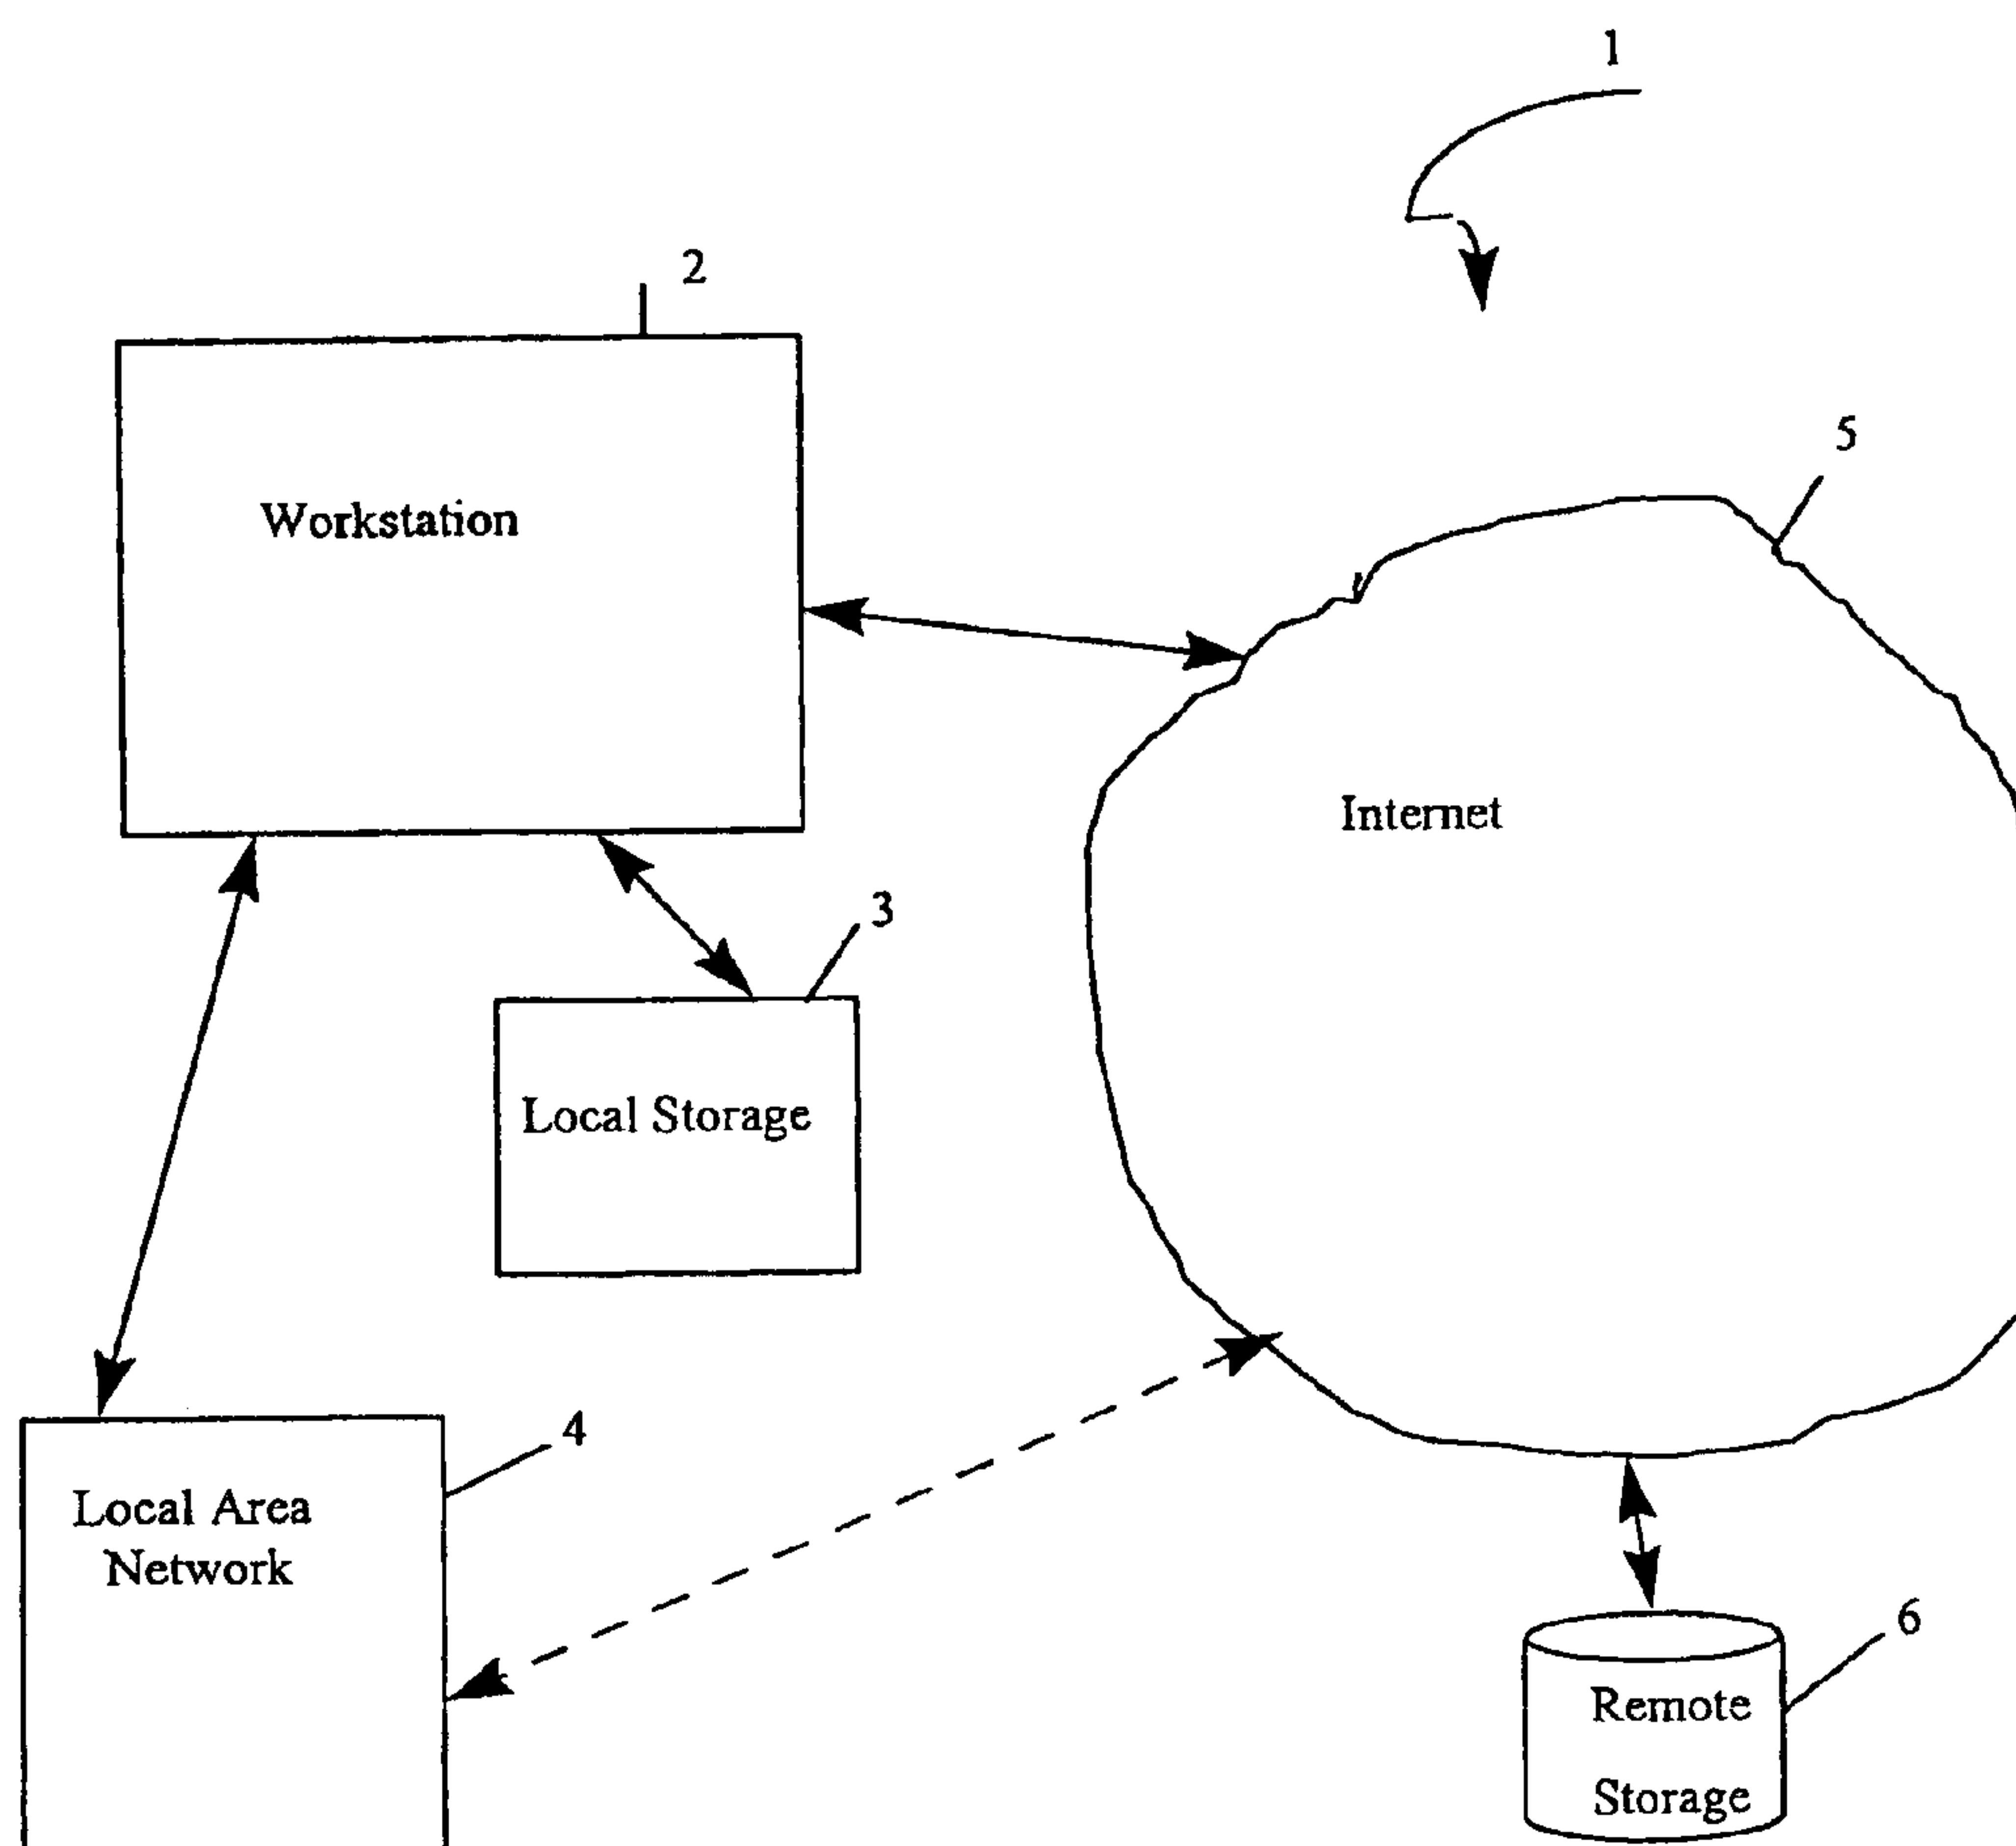 1
2
Workstation
5
Internet
3
Local Storage
4
Local Area
Network
6
Remote
Storage